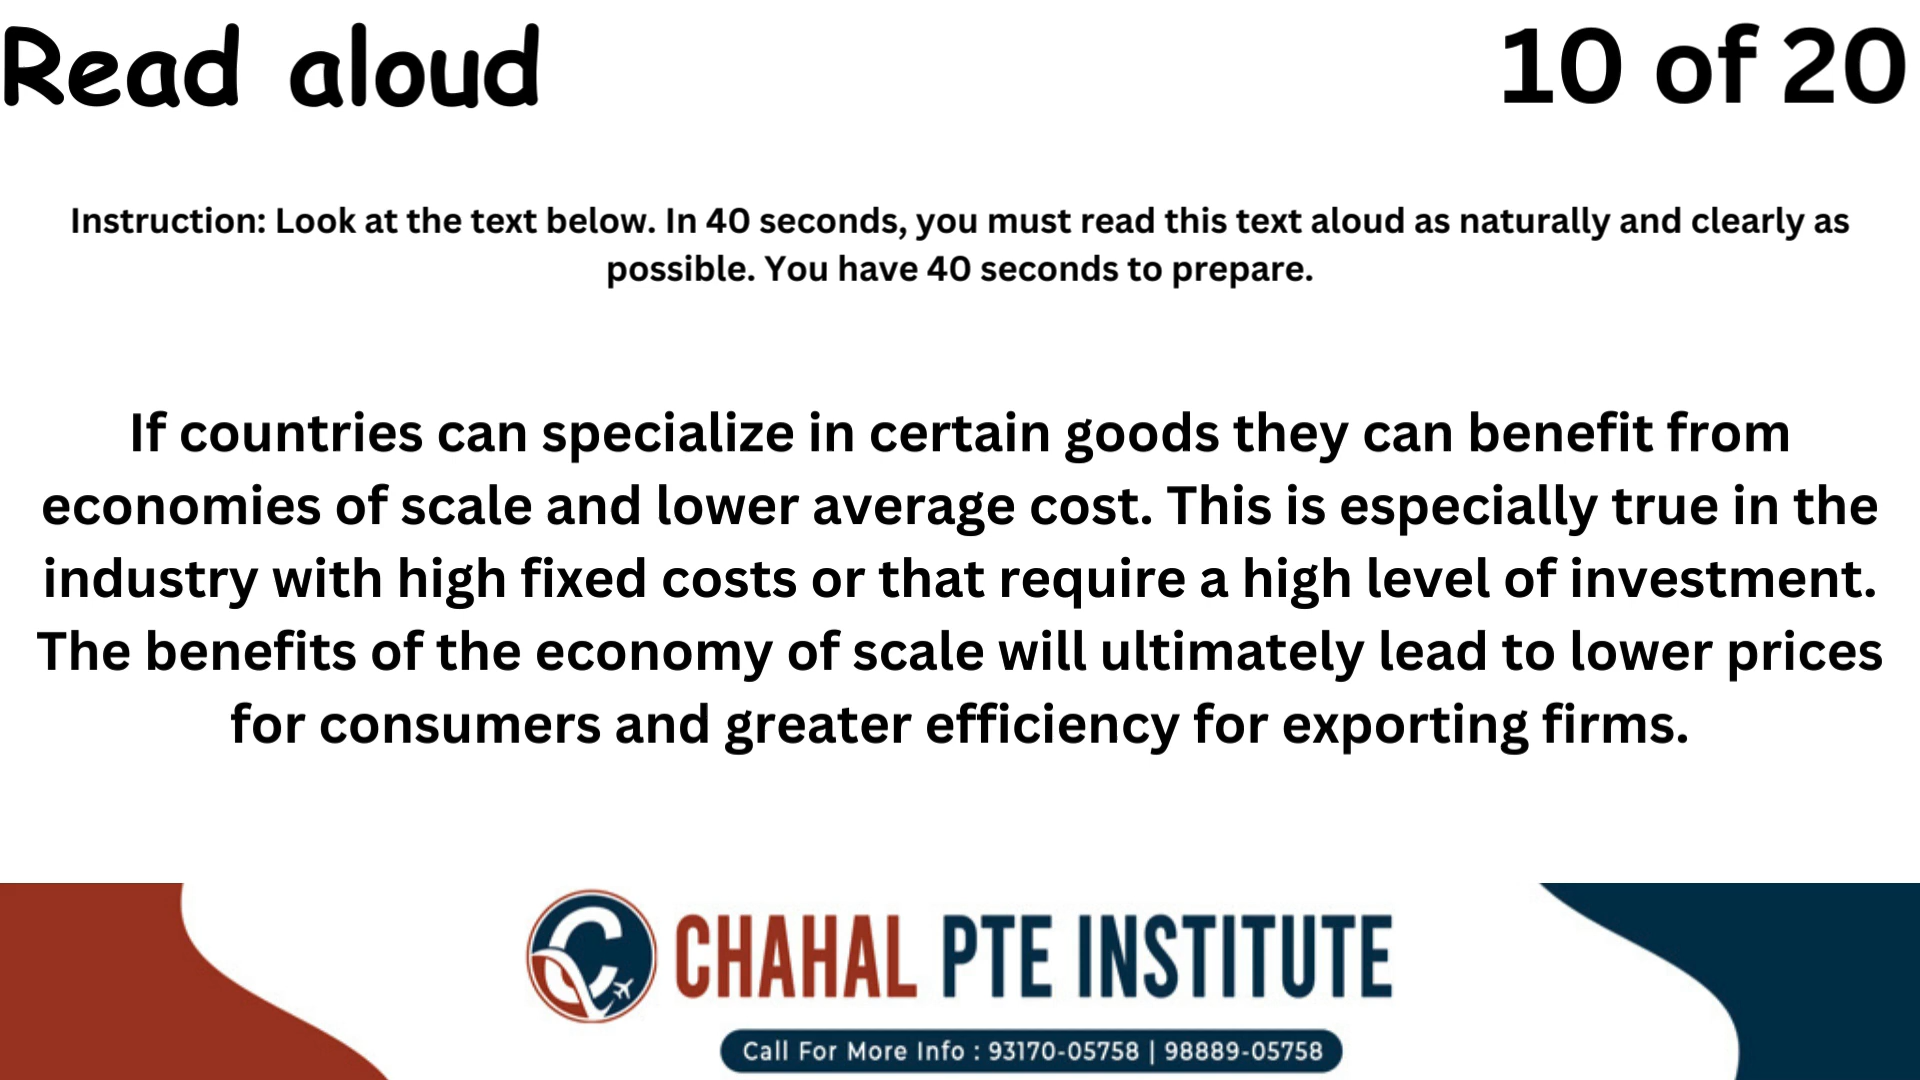 Read aloud
10 of 20
Instruction: Look at the text below. In 40 seconds, you must read this text aloud as naturally and clearly as
possible. You have 40 seconds to prepare.
If countries can specialize in certain goods they can benefit from
economies of scale and lower average cost. This is especially true in the
industry with high fixed costs or that require a high level of investment.
The benefits of the economy of scale will ultimately lead to lower prices
for consumers and greater efficiency for exporting firms.
CHAHAL PTE INSTITUTE
Call For More Info : 93170-05758 | 98889-05758